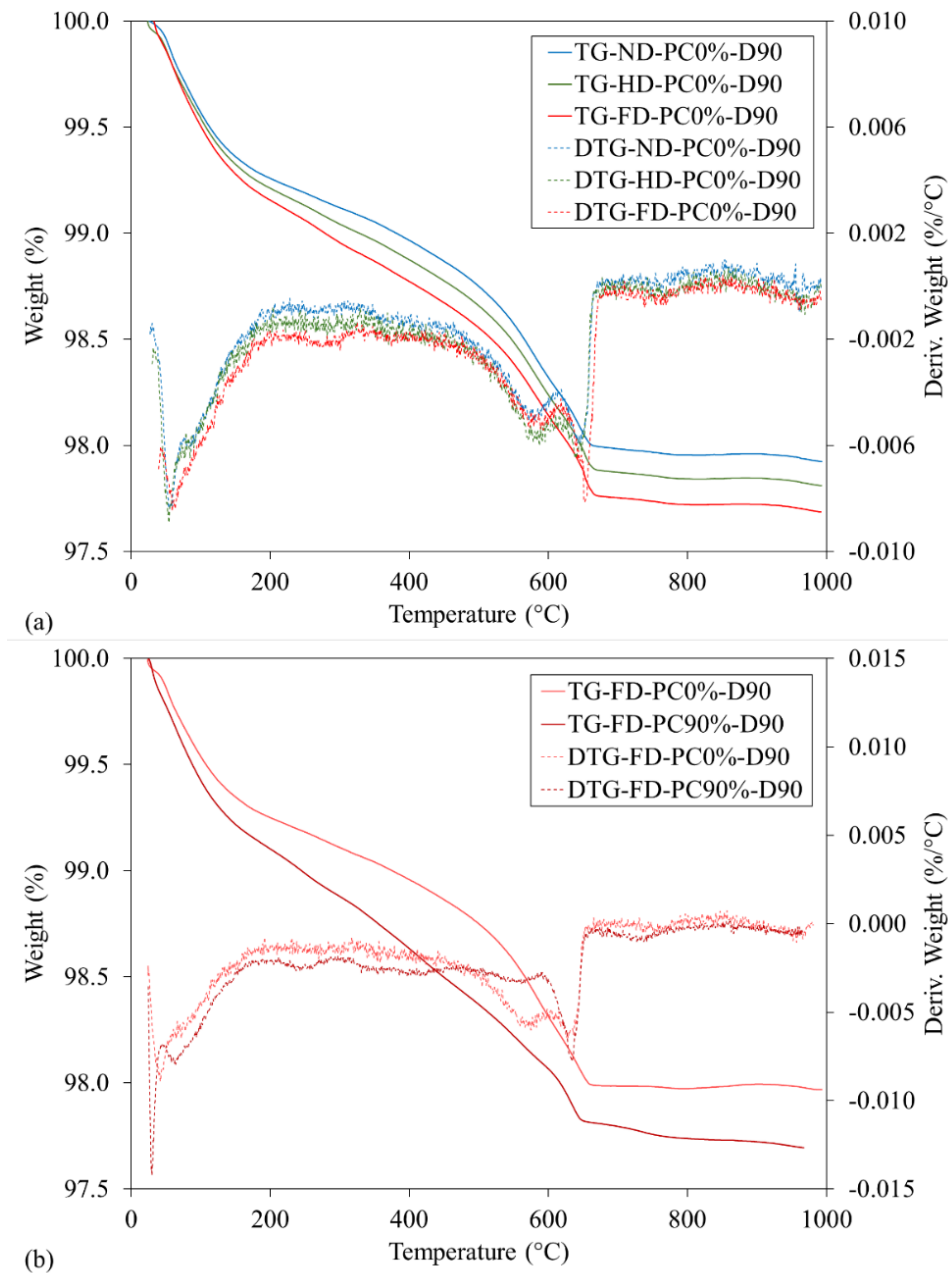 100.0
99.5
99.0
98.5
98.0
97.5
Weight (%)
0.010
0.006
0.002
-0.002
-0.006
-0.010
Deriv. Weight (%/°C)
TG-ND-PC0%-D90
TG-HD-PC0%-D90
TG-FD-PC0%-D90
DTG-ND-PC0%-D90
DTG-HD-PC0%-D90
DTG-FD-PC0%-D90
0 200 400 600 800 1000
Temperature (°C)
(a)
100.0
99.5
99.0
98.5
98.0
97.5
Weight (%)
0.015
0.010
0.005
0.000
-0.005
-0.010
-0.015
Deriv. Weight (%/°C)
TG-FD-PC0%-D90
TG-FD-PC90%-D90
DTG-FD-PC0%-D90
DTG-FD-PC90%-D90
0 200 400 600 800 1000
Temperature (°C)
(b)